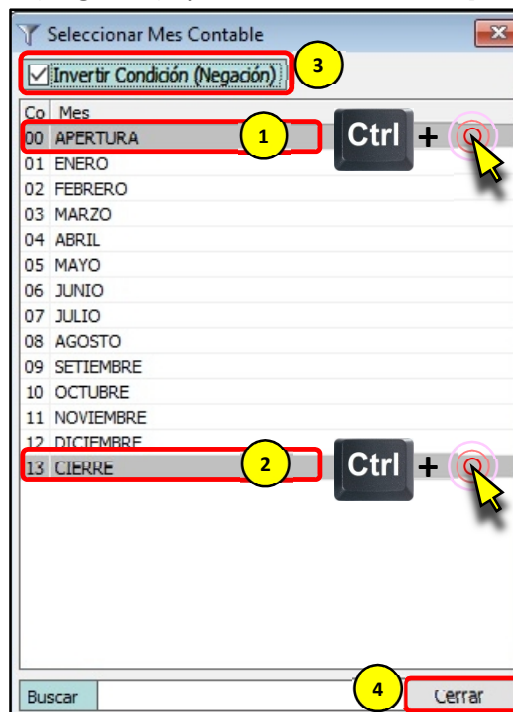 Seleccionar Mes Contable
Invertir Condición (Negación)
3
Co Mes
00 APERTURA
1
Ctrl +
01 ENERO
02 FEBRERO
03 MARZO
04 ABRIL
05 MAYO
06 JUNIO
07 JULIO
08 AGOSTO
09 SETIEMBRE
10 OCTUBRE
11 NOVIEMBRE
12 DICIEMBRE
13 CIERRE
2
Ctrl +
Buscar
4
Cerrar